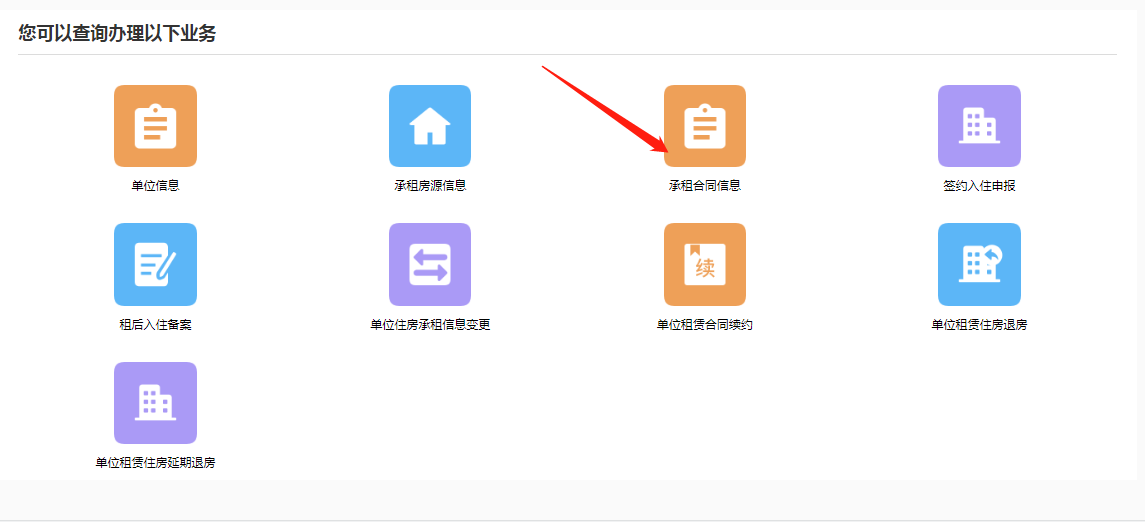 您可以查询办理以下业务
单位信息
承租房源信息
承租合同信息
签约入住申报
续
租后入住备案
单位住房承租信息变更
单位租赁合同续约
单位租赁住房退房
单位租赁住房延期退房